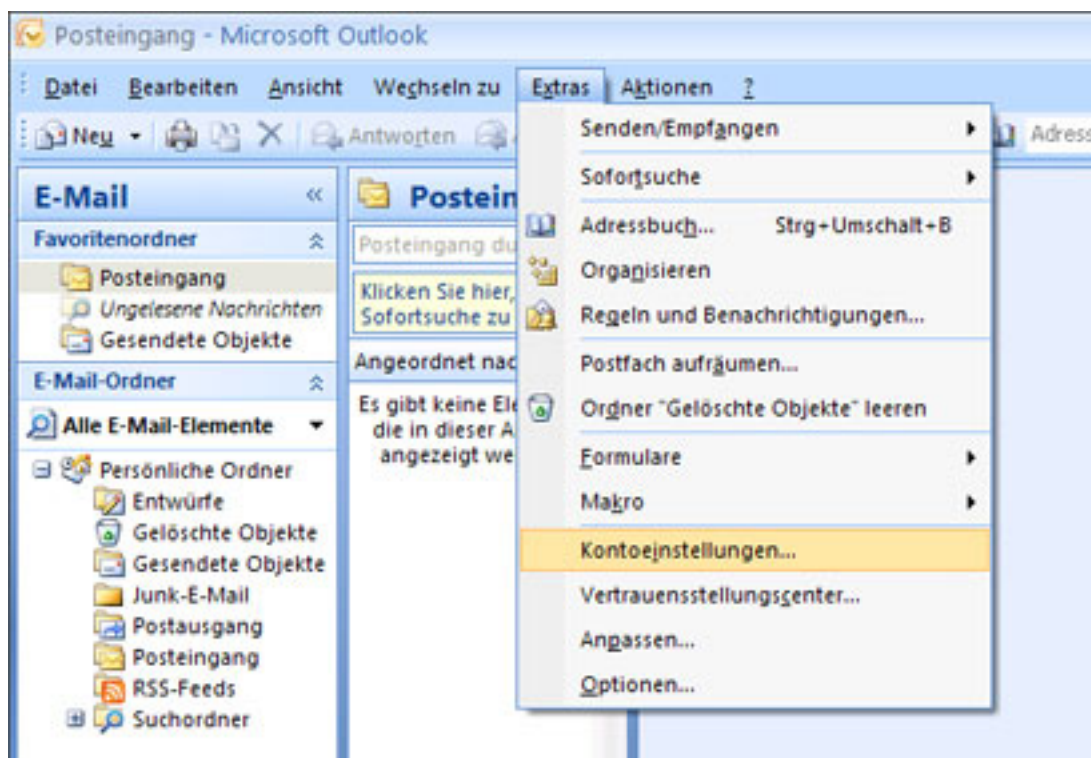 Posteingang - Microsoft Outlook
Datei Bearbeiten Ansicht Wechseln zu Extras Aktionen ?
Neu Antworten Adress
E-Mail
Favoritenordner
Posteingang
Ungelesene Nachrichten
Gesendete Objekte
E-Mail-Ordner
Alle E-Mail-Elemente
Persönliche Ordner
Entwürfe
Gelöschte Objekte
Gesendete Objekte
Junk-E-Mail
Postausgang
Posteingang
RSS-Feeds
Suchordner
Postein
Posteingang du
Klicken Sie hier,
Sofortsuche zu
Angeordnet nac
Es gibt keine Ele
die in dieser A
angezeigt we
Senden/Empfangen
Sofortsuche
Adressbuch... Strg+Umschalt+B
Organisieren
Regeln und Benachrichtigungen...
Postfach aufräumen...
Ordner "Gelöschte Objekte" leeren
Formulare
Makro
Kontoeinstellungen...
Vertrauensstellungscenter...
Anpassen...
Optionen...